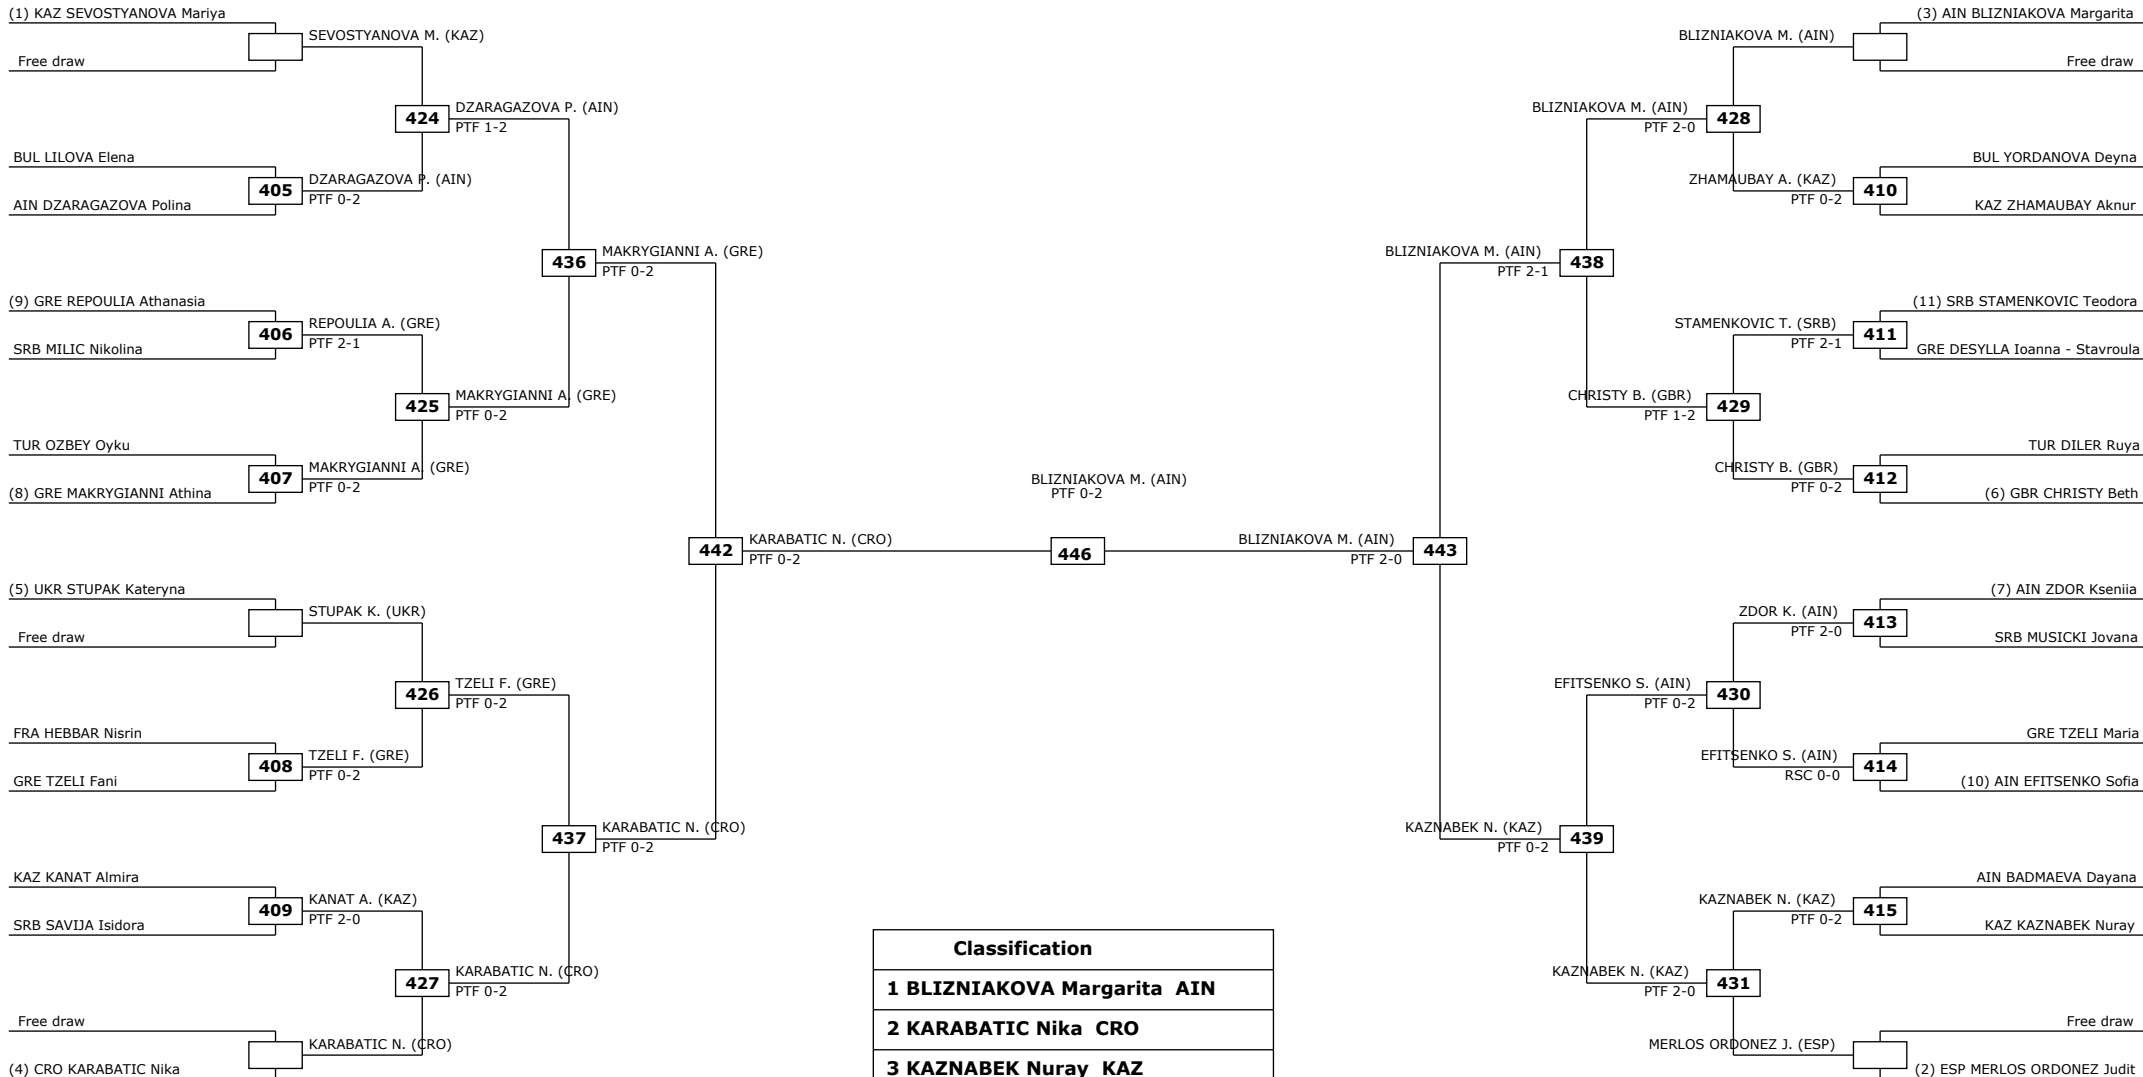 (1) KAZ SEVOSTYANOVA Mariya
SEVOSTYANOVA M. (KAZ)
Free draw
424
DZARAGAZOVA P. (AIN)
PTF 1-2
BUL LILOVA Elena
405
DZARAGAZOVA P. (AIN)
PTF 0-2
AIN DZARAGAZOVA Polina
436
MAKRYGIANNI A. (GRE)
PTF 0-2
(9) GRE REPOULIA Athanasia
406
REPOULIA A. (GRE)
PTF 2-1
SRB MILIC Nikolina
425
MAKRYGIANNI A. (GRE)
PTF 0-2
TUR OZBEY Oyku
407
MAKRYGIANNI A. (GRE)
PTF 0-2
(8) GRE MAKRYGIANNI Athina
442
KARABATIC N. (CRO)
PTF 0-2
(5) UKR STUPAK Kateryna
STUPAK K. (UKR)
Free draw
426
TZELI F. (GRE)
PTF 0-2
FRA HEBBAR Nisrin
408
TZELI F. (GRE)
PTF 0-2
GRE TZELI Fani
437
KARABATIC N. (CRO)
PTF 0-2
KAZ KANAT Almira
409
KANAT A. (KAZ)
PTF 2-0
SRB SAVIJA Isidora
427
KARABATIC N. (CRO)
PTF 0-2
Free draw
KARABATIC N. (CRO)
(4) CRO KARABATIC Nika
BLIZNIAKOVA M. (AIN)
PTF 0-2
446
(3) AIN BLIZNIAKOVA Margarita
BLIZNIAKOVA M. (AIN)
Free draw
BLIZNIAKOVA M. (AIN)
PTF 2-0
428
BUL YORDANOVA Deyna
ZHAMAUBAY A. (KAZ)
PTF 0-2
410
KAZ ZHAMAUBAY Aknur
BLIZNIAKOVA M. (AIN)
PTF 2-1
438
(11) SRB STAMENKOVIC Teodora
STAMENKOVIC T. (SRB)
PTF 2-1
411
GRE DESYLLA Ioanna - Stavroula
CHRISTY B. (GBR)
PTF 1-2
429
TUR DILER Ruya
CHRISTY B. (GBR)
PTF 0-2
412
(6) GBR CHRISTY Beth
BLIZNIAKOVA M. (AIN)
PTF 2-0
443
(7) AIN ZDOR Kseniia
ZDOR K. (AIN)
PTF 2-0
413
SRB MUSICKI Jovana
EFITSENKO S. (AIN)
PTF 0-2
430
GRE TZELI Maria
EFITSENKO S. (AIN)
RSC 0-0
414
(10) AIN EFITSENKO Sofia
KAZNABEK N. (KAZ)
PTF 0-2
439
AIN BADMAEVA Dayana
KAZNABEK N. (KAZ)
PTF 0-2
415
KAZ KAZNABEK Nuray
KAZNABEK N. (KAZ)
PTF 2-0
431
Free draw
MERLOS ORDONEZ J. (ESP)
(2) ESP MERLOS ORDONEZ Judit
Classification
1 BLIZNIAKOVA Margarita AIN
2 KARABATIC Nika CRO
3 KAZNABEK Nuray KAZ